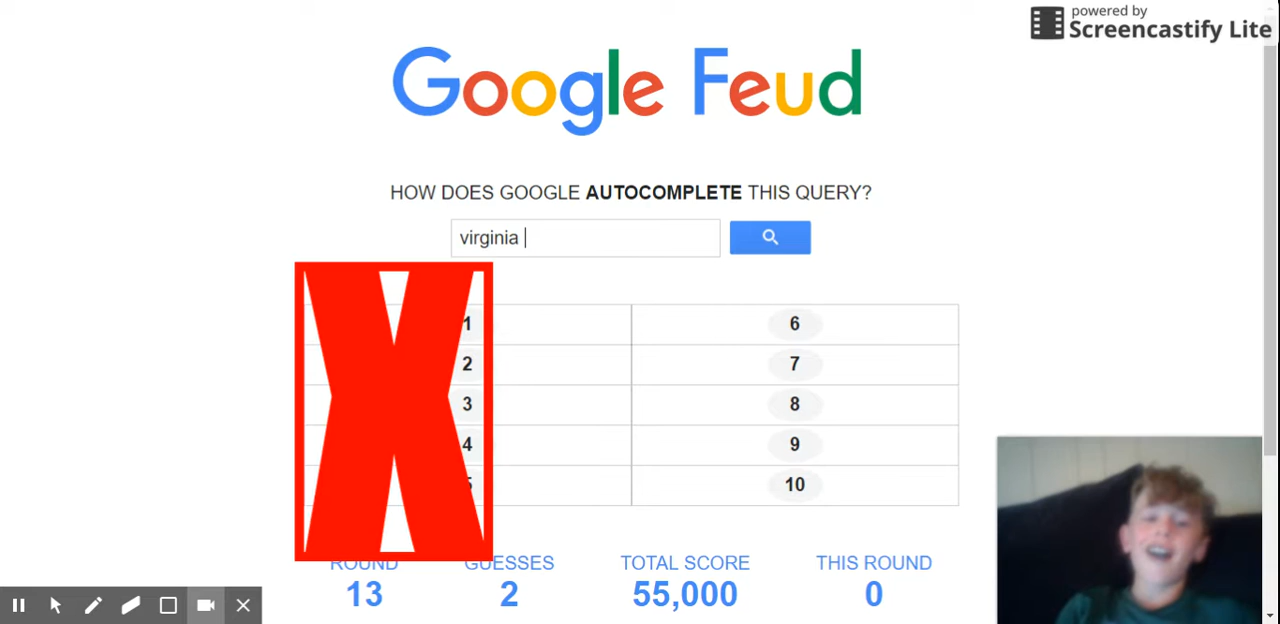 powered by
Screencastify Lite
Google Feud
HOW DOES GOOGLE AUTOCOMPLETE THIS QUERY?
virginia
X
1 6
2 7
3 8
4 9
5 10
ROUND GUESSES TOTAL SCORE THIS ROUND
13 2 55,000 0